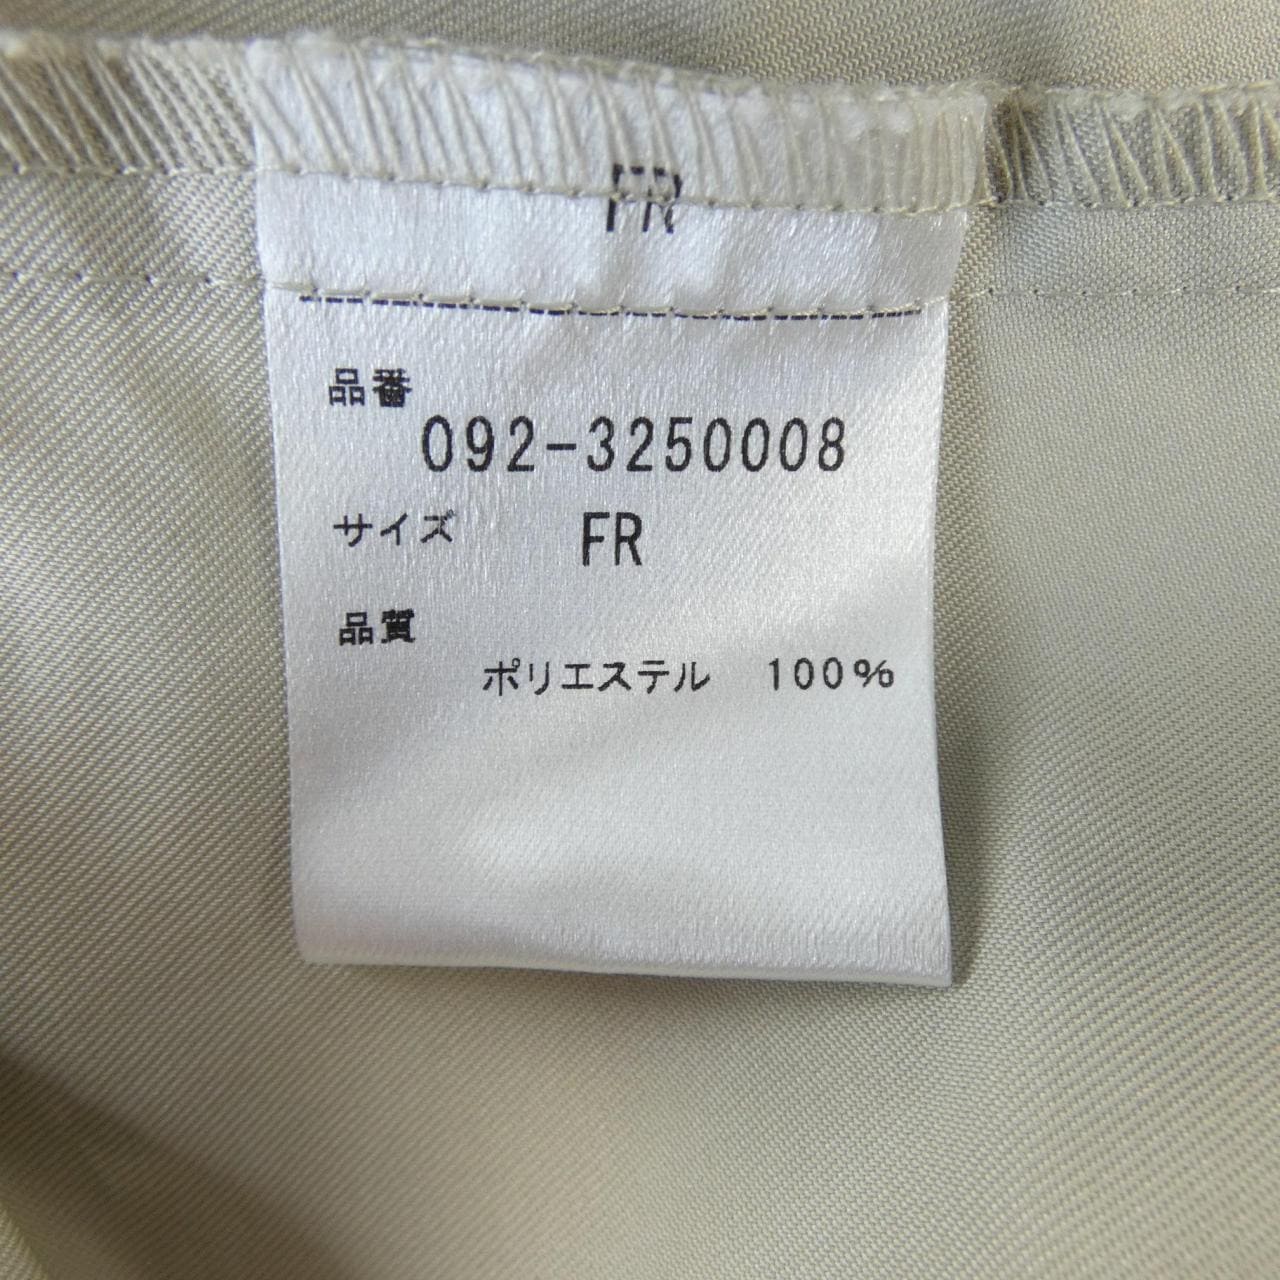 FR
品番
092-3250008
サイズ FR
品質
ポリエステル 100%